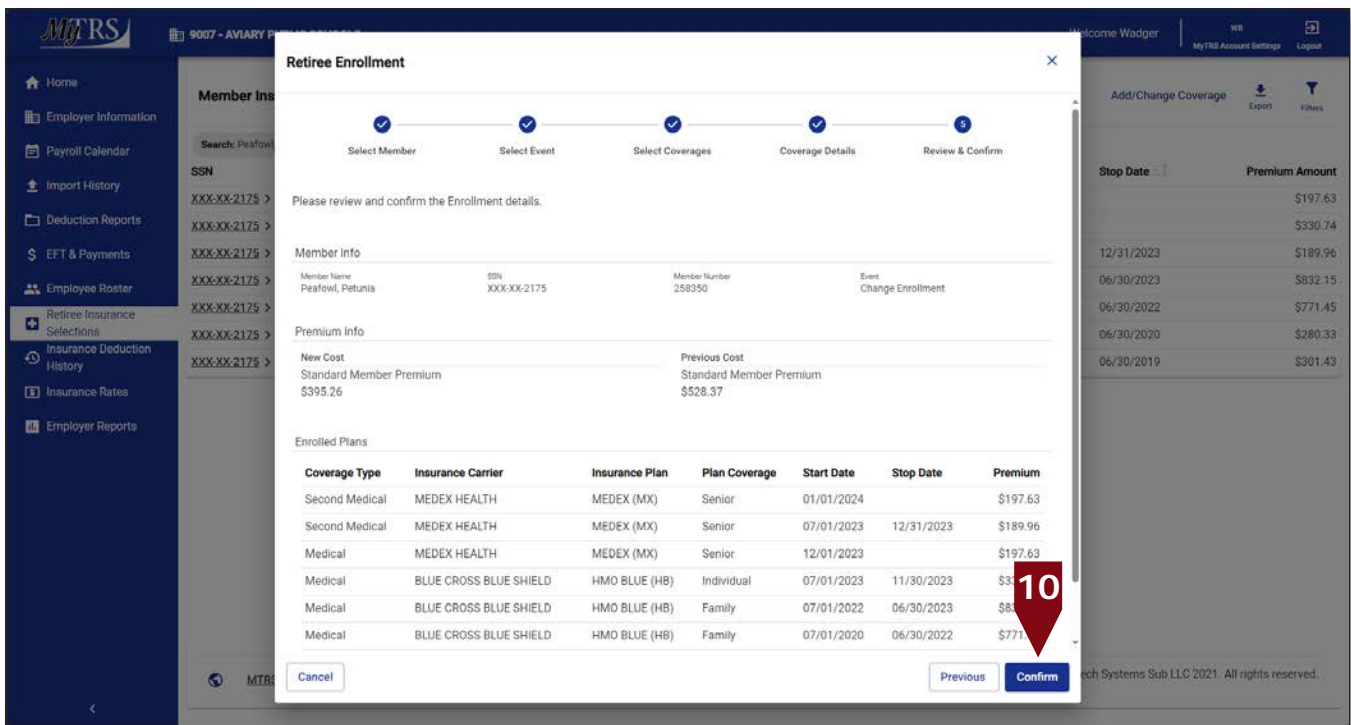 MyTRS
9007 - AVIARY
Welcome Wadger
WB
MyTRS Account Settings
Logout
Home
Employer Information
Payroll Calendar
Import History
Deduction Reports
EFT & Payments
Employee Roster
Retiree Insurance
Selections
Insurance Deduction
History
Insurance Rates
Employer Reports
Member Ins
Add/Change Coverage
Export
Filters
Search: Peafowl,
SSN
Stop Date
Premium Amount
XXX-XX-2175 >
$197.63
XXX-XX-2175 >
$330.74
XXX-XX-2175 >
12/31/2023
$189.96
XXX-XX-2175 >
06/30/2023
$832.15
XXX-XX-2175 >
06/30/2022
$771.45
XXX-XX-2175 >
06/30/2020
$280.33
XXX-XX-2175 >
06/30/2019
$301.43
Retiree Enrollment
Select Member
Select Event
Select Coverages
Coverage Details
5
Review & Confirm
Please review and confirm the Enrollment details.
Member Info
Member Name SSN Member Number Event
Peafowl, Petunia XXX-XX-2175 258350 Change Enrollment
Premium Info
New Cost Previous Cost
Standard Member Premium Standard Member Premium
$395.26 $528.37
Enrolled Plans
Coverage Type Insurance Carrier Insurance Plan Plan Coverage Start Date Stop Date Premium
Second Medical MEDEX HEALTH MEDEX (MX) Senior 01/01/2024 $197.63
Second Medical MEDEX HEALTH MEDEX (MX) Senior 07/01/2023 12/31/2023 $189.96
Medical MEDEX HEALTH MEDEX (MX) Senior 12/01/2023 $197.63
Medical BLUE CROSS BLUE SHIELD HMO BLUE (HB) Individual 07/01/2023 11/30/2023
Medical BLUE CROSS BLUE SHIELD HMO BLUE (HB) Family 07/01/2022 06/30/2023
Medical BLUE CROSS BLUE SHIELD HMO BLUE (HB) Family 07/01/2020 06/30/2022 $771.
10
Cancel
Previous
Confirm
MTRS
ech Systems Sub LLC 2021. All rights reserved.